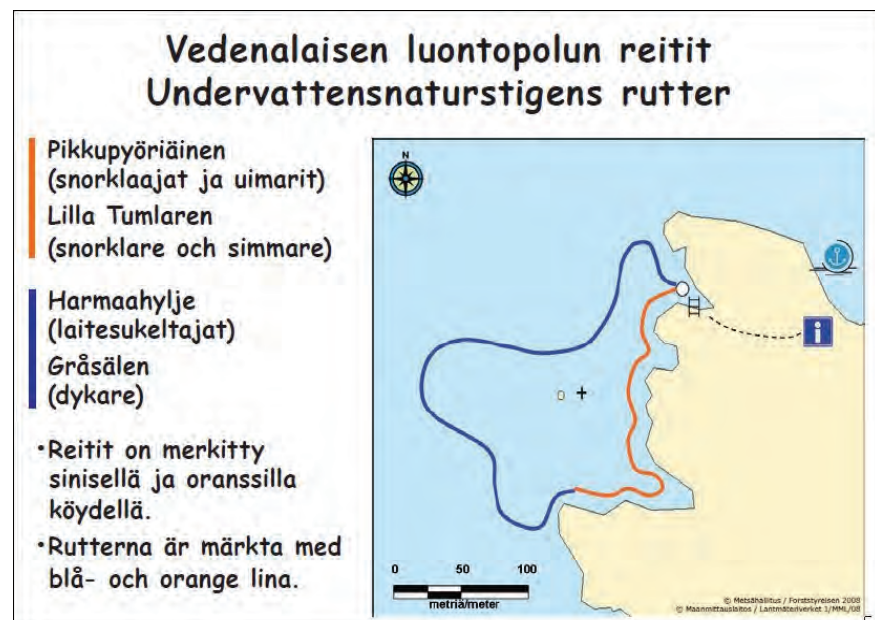 Vedenalaisen luontopolun reitit
Undervattensnaturstigens rutter
Pikkupyöriäinen
(snorklaajat ja uimarit)
Lilla Tumlaren
(snorklare och simmare)
Harmaahylje
(laitesukeltajat)
Gråsälen
(dykare)
•Reitit on merkitty
sinisellä ja oranssilla
köydellä.
•Rutterna är märkta med
blå- och orange lina.
N
i
0 50 100
metriä/meter
© Metsähallitus / Forststyreisen 2008
© Maanmittauslaitos / Lantmäteriverket 1/MML/08